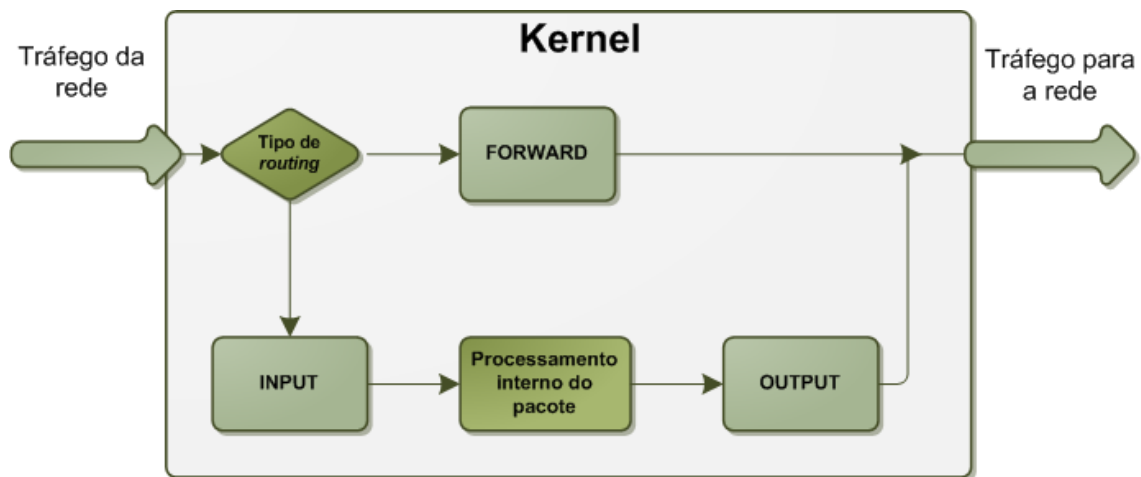 Kernel
Tráfego da
rede
Tráfego para
a rede
Tipo de
routing
FORWARD
INPUT
Processamento
interno do
pacote
OUTPUT